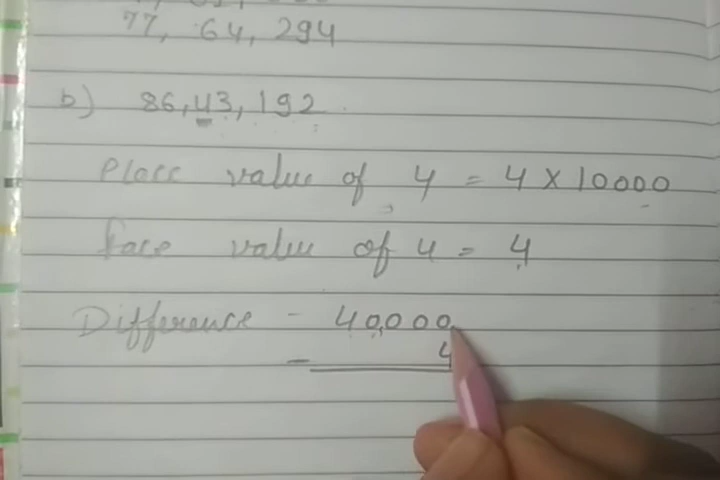 77, 64, 294
b) 86,43,192
Place value of 4 = 4 X 10000
face value of 4 = 4
Difference - 40,000
- 4